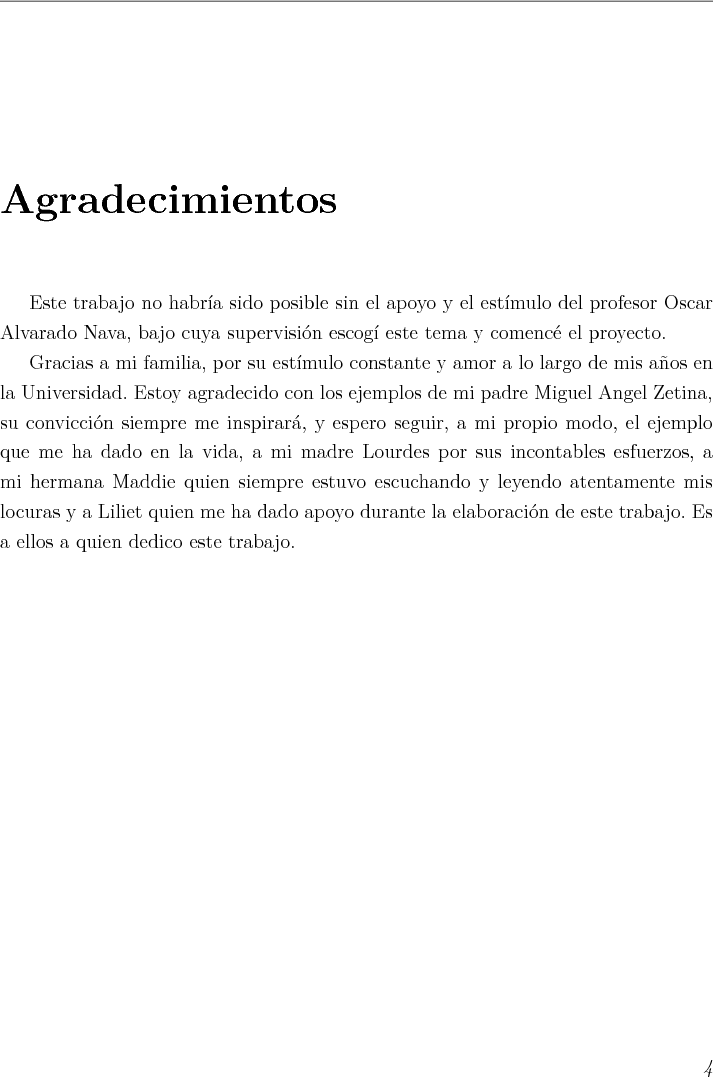 Agradecimientos
Este trabajo no habría sido posible sin el apoyo y el estímulo del profesor Oscar
Alvarado Nava, bajo cuya supervisión escogí este tema y comencé el proyecto.
Gracias a mi familia, por su estímulo constante y amor a lo largo de mis años en
la Universidad. Estoy agradecido con los ejemplos de mi padre Miguel Angel Zetina,
su convicción siempre me inspirará, y espero seguir, a mi propio modo, el ejemplo
que me ha dado en la vida, a mi madre Lourdes por sus incontables esfuerzos, a
mi hermana Maddie quien siempre estuvo escuchando y leyendo atentamente mis
locuras y a Liliet quien me ha dado apoyo durante la elaboración de este trabajo. Es
a ellos a quien dedico este trabajo.
4